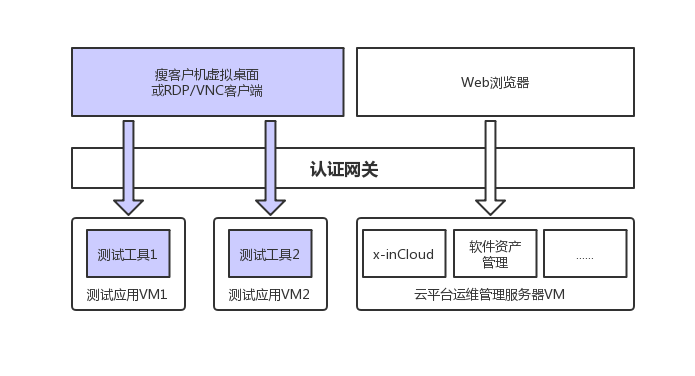 瘦客户机虚拟桌面
或RDP/VNC客户端
Web浏览器
认证网关
测试工具1
测试应用VM1
测试工具2
测试应用VM2
x-inCloud
软件资产
管理
......
云平台运维管理服务器VM